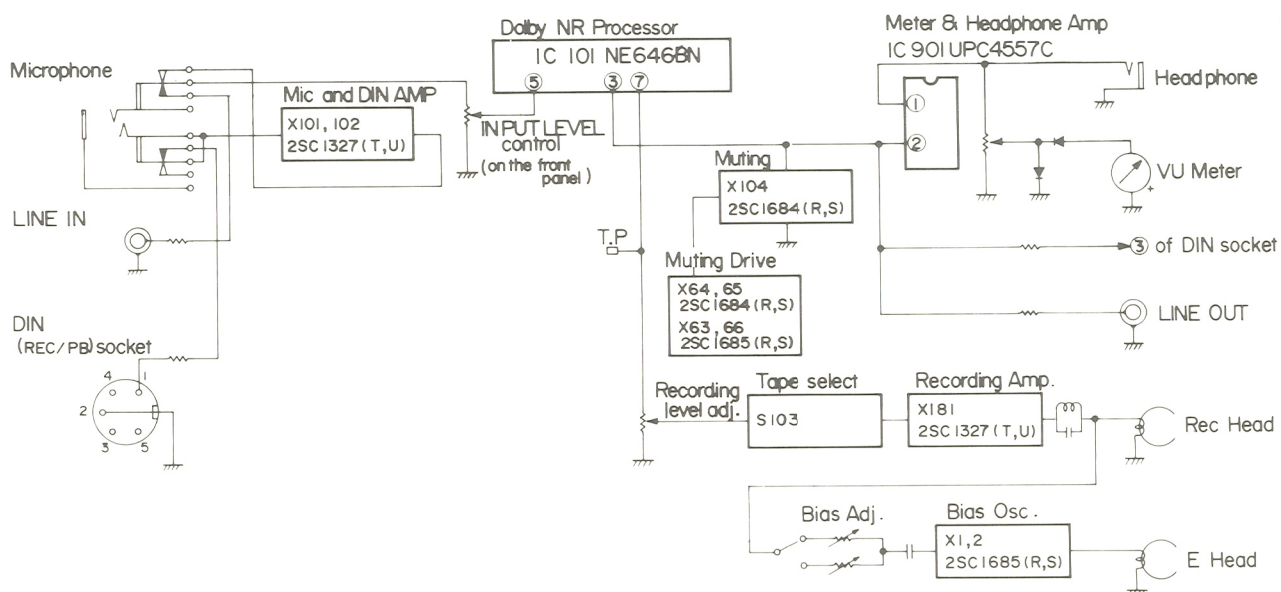 Dolby NR Processor
IC 101 NE646BN
5
3
7
Meter & Headphone Amp
IC 901 UPC4557C
1
2
Headphone
VU Meter
+
Microphone
Mic and DIN AMP
X101, 102
2SC1327(T,U)
INPUT LEVEL
control
(on the front
panel)
Muting
X104
2SC1684(R,S)
LINE IN
T.P
Muting Drive
X64, 65
2SC1684(R,S)
X63, 66
2SC1685(R,S)
3 of DIN socket
LINE OUT
DIN
(REC/PB) socket
4
1
2
3
5
Recording
level adj.
Tape select
S103
Recording Amp.
X181
2SC1327(T,U)
Rec Head
Bias Adj.
Bias Osc.
X1,2
2SC1685(R,S)
E Head